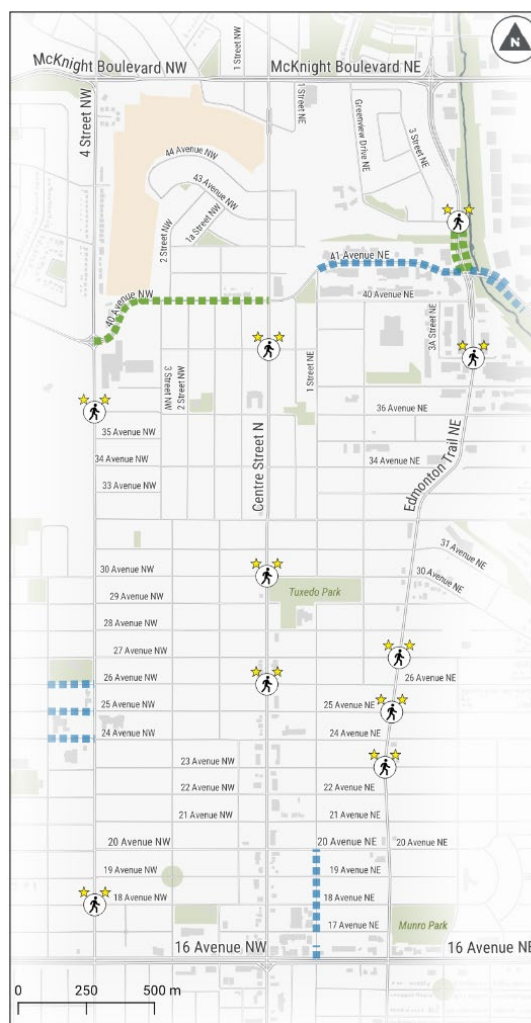 N
1 Street NW
McKnight Boulevard NW
McKnight Boulevard NE
4 Street NW
1 Street NE
Greenview Drive NE
3 Street NE
44 Avenue NW
43 Avenue NW
1a Street NW
2 Street NW
41 Avenue NE
40 Avenue NW
40 Avenue NE
3A Street NE
3 Street NW
2 Street NW
1 Street NE
Centre Street N
36 Avenue NE
35 Avenue NW
34 Avenue NW
34 Avenue NE
33 Avenue NW
Edmonton Trail NE
31 Avenue NE
30 Avenue NW
30 Avenue NE
29 Avenue NW
Tuxedo Park
28 Avenue NW
27 Avenue NW
26 Avenue NW
26 Avenue NE
25 Avenue NW
25 Avenue NE
24 Avenue NW
24 Avenue NE
23 Avenue NW
22 Avenue NW
22 Avenue NE
21 Avenue NW
21 Avenue NE
20 Avenue NW
20 Avenue NE
20 Avenue NE
19 Avenue NW
19 Avenue NE
18 Avenue NW
18 Avenue NE
17 Avenue NE
Munro Park
16 Avenue NW
16 Avenue NE
0 250 500 m